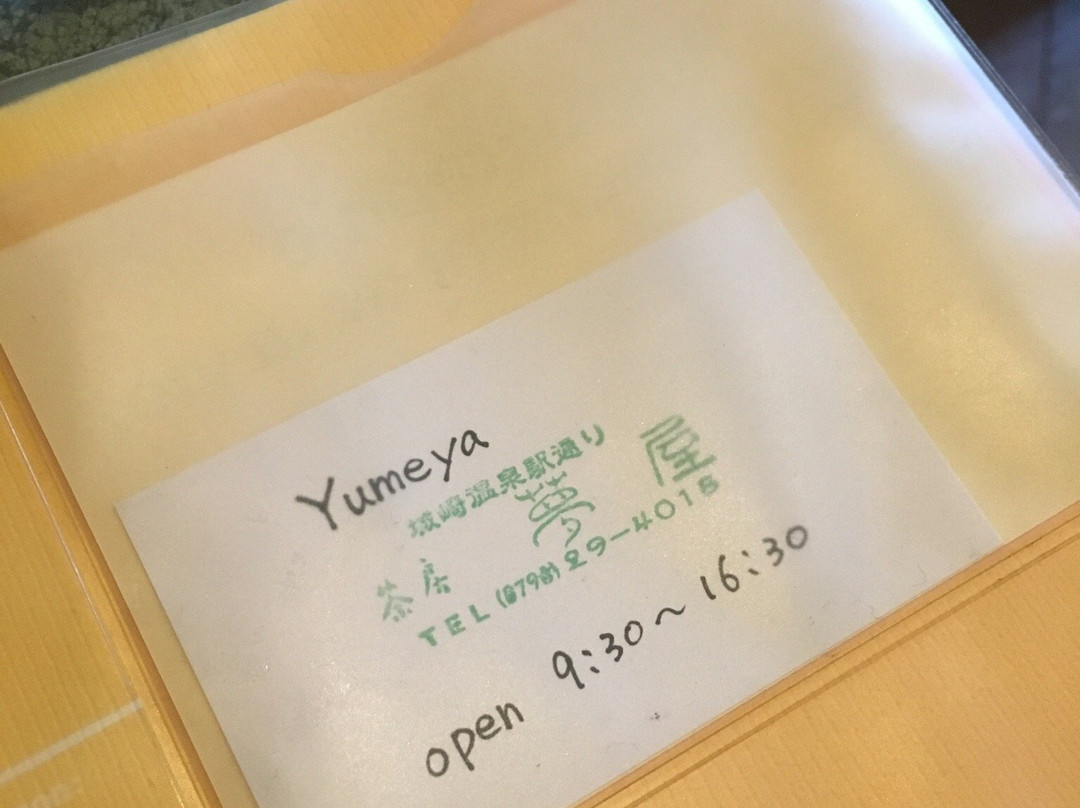 Yumeya
城崎温泉駅通り
茶房 夢屋
TEL (0796) 29-4015
open 9:30～16:30